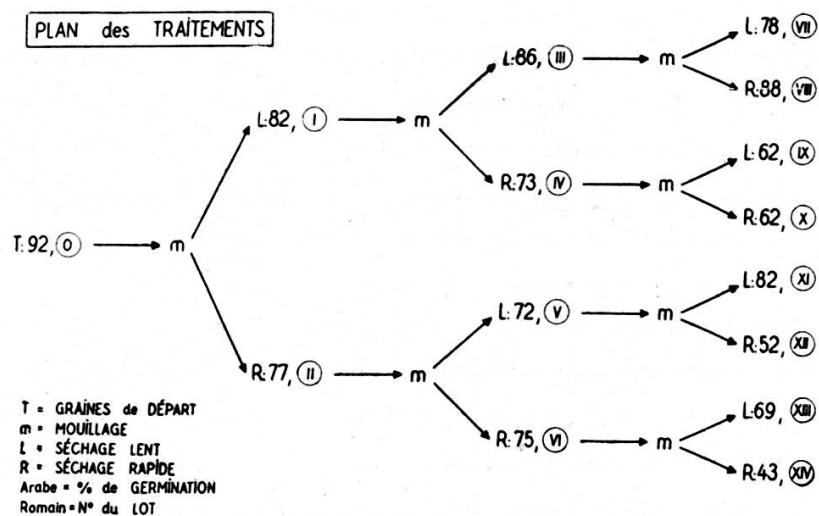 PLAN des TRAITEMENTS
T:92, 0
m
L:82, I
m
L:86, III
m
L:78, VII
R:88, VIII
R:73, IV
m
L:62, IX
R:62, X
R:77, II
m
L:72, V
m
L:82, XI
R:52, XII
R:75, VI
m
L:69, XIII
R:43, XIV
T = GRAINES de DÉPART
m = MOUILLAGE
L = SÉCHAGE LENT
R = SÉCHAGE RAPIDE
Arabe = % de GERMINATION
Romain = N° du LOT